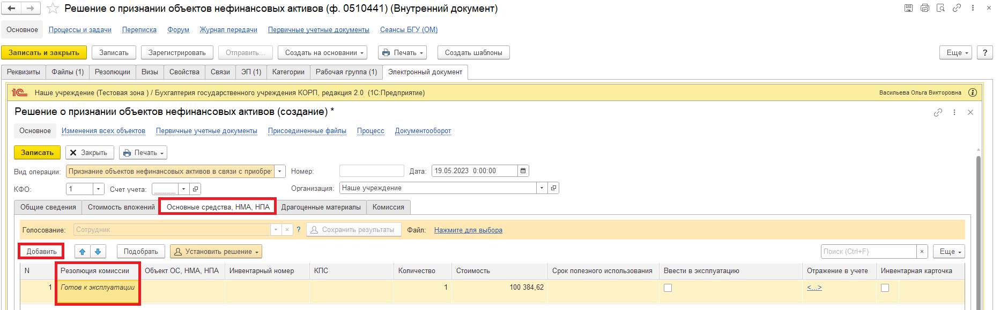 Решение о признании объектов нефинансовых активов (ф. 0510441) (Внутренний документ)
Основное Процессы и задачи Переписка Форум Журнал передачи Первичные учетные документы Сеансы БГУ (ОМ)
Записать и закрыть Записать Зарегистрировать Отправить... Создать на основании Печать Создать шаблоны Еще ?
Реквизиты Файлы (1) Резолюции Визы Свойства Связи ЭП (1) Категории Рабочая группа (1) Электронный документ
1С Наше учреждение (Тестовая зона ) / Бухгалтерия государственного учреждения КОРП, редакция 2.0 (1С:Предприятие) Васильева Ольга Викторовна
Решение о признании объектов нефинансовых активов (создание) *
Основное Изменения всех объектов Первичные учетные документы Присоединенные файлы Процесс Документооборот
Записать Закрыть Печать
Вид операции: Признание объектов нефинансовых активов в связи с приобрет Номер: Дата: 19.05.2023 0:00:00
КФО: 1 Счет учета: Организация: Наше учреждение
Общие сведения Стоимость вложений Основные средства, НМА, НПА Драгоценные материалы Комиссия
Голосование: Сотрудник ? Сохранить результаты Файл: Нажмите для выбора
Добавить Подобрать Установить решение Поиск (Ctrl+F) × Еще
N Резолюция комиссии Объект ОС, НМА, НПА Инвентарный номер КПС Количество Стоимость Срок полезного использования Ввести в эксплуатацию Отражение в учете Инвентарная карточка
1 Готов к эксплуатации 1 100 384,62 <...>